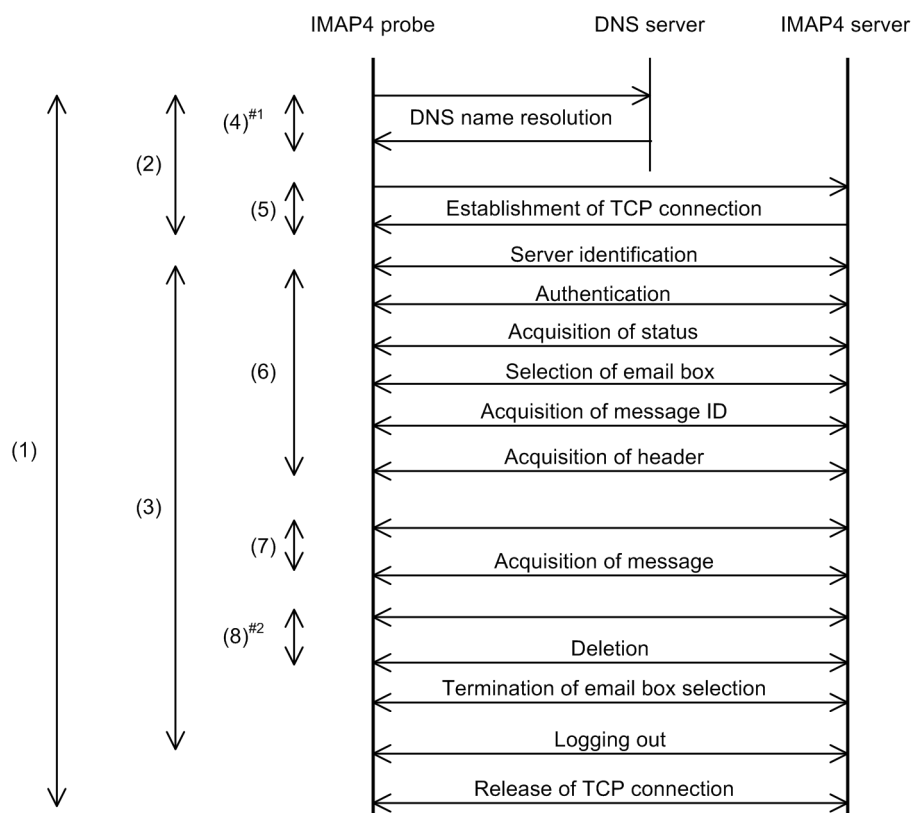 IMAP4 probe DNS server IMAP4 server
(4)#1
DNS name resolution
(2)
(5)
Establishment of TCP connection
Server identification
Authentication
Acquisition of status
(6)
Selection of email box
Acquisition of message ID
(1)
Acquisition of header
(3)
(7)
Acquisition of message
(8)#2
Deletion
Termination of email box selection
Logging out
Release of TCP connection